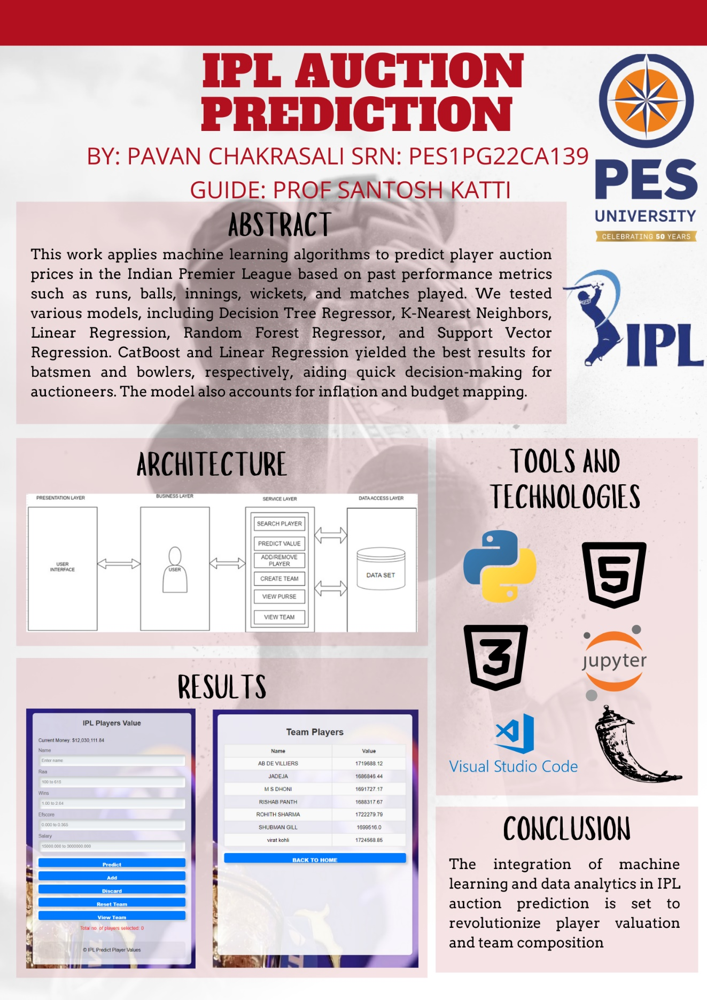 IPL AUCTION
PREDICTION
BY: PAVAN CHAKRASALI SRN: PES1PG22CA139
GUIDE: PROF SANTOSH KATTI
PES
UNIVERSITY
CELEBRATING 50 YEARS
IPL
ABSTRACT
This work applies machine learning algorithms to predict player auction
prices in the Indian Premier League based on past performance metrics
such as runs, balls, innings, wickets, and matches played. We tested
various models, including Decision Tree Regressor, K-Nearest Neighbors,
Linear Regression, Random Forest Regressor, and Support Vector
Regression. CatBoost and Linear Regression yielded the best results for
batsmen and bowlers, respectively, aiding quick decision-making for
auctioneers. The model also accounts for inflation and budget mapping.
ARCHITECTURE
PRESENTATION LAYER
BUSINESS LAYER
SERVICE LAYER
DATA ACCESS LAYER
USER
INTERFACE
USER
SEARCH PLAYER
PREDICT VALUE
ADD/REMOVE
PLAYER
CREATE TEAM
VIEW PURSE
VIEW TEAM
DATA SET
TOOLS AND
TECHNOLOGIES
5
3
jupyter
Visual Studio Code
RESULTS
IPL Players Value
Current Money: $12,030,111.84
Name
Enter name
Raa
100 to 615
Wins
1.00 to 2.04
Efscore
0.000 to 0.365
Salary
15000.000 to 3000000.000
Predict
Add
Discard
Reset Team
View Team
Total no. of players selected: 0
© IPL Predict Player Values
Team Players
Name Value
AB DE VILLIERS 1719688.12
JADEJA 1686846.44
M S DHONI 1691727.17
RISHAB PANTH 1688317.67
ROHITH SHARMA 1722279.79
SHUBMAN GILL 1699516.0
virat kohli 1724568.85
BACK TO HOME
CONCLUSION
The integration of machine
learning and data analytics in IPL
auction prediction is set to
revolutionize player valuation
and team composition